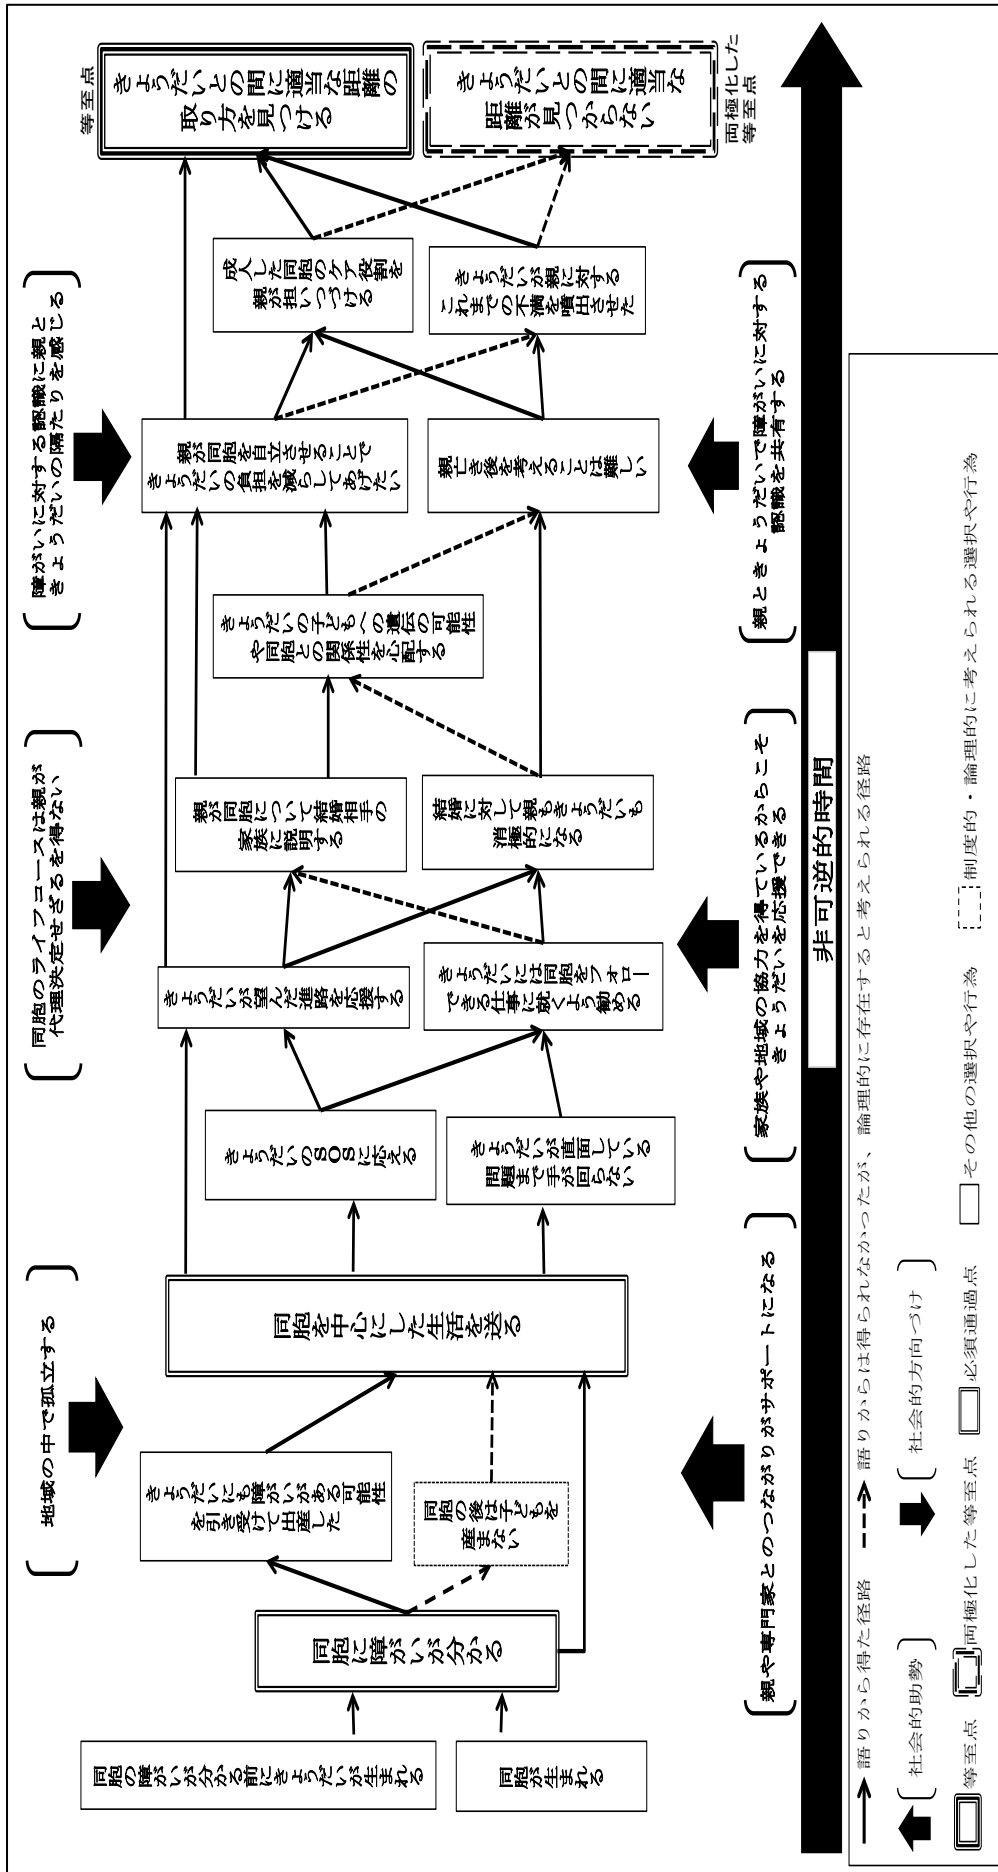 同胞の障がいが分かる前にきょうだいが生まれる
同胞が生まれる
同胞に障がいが分かる
きょうだいにも障がいがある可能性
を引き受けて出産した
同胞の後は子どもを
産まない
同胞を中心にした生活を送る
きょうだいのSOSに応える
きょうだいが直面している
問題まで手が回らない
きょうだいが望んだ進路を応援する
きょうだいには同胞をフォロー
できる仕事に就くよう勧める
親が同胞について結婚相手の
家族に説明する
結婚に対して親もきょうだいも
消極的になる
きょうだいの子どもへの遺伝の可能性
や同胞との関係性を心配する
親が同胞を自立させることで
きょうだいの負担を減らしてあげたい
親亡き後を考えることは難しい
成人した同胞のケア役割を
親が担いつづける
きょうだいが親に対する
これまでの不満を噴出させた
等至点
きょうだいとの間に適当な距離の
取り方を見つける
きょうだいとの間に適当な
距離が見つからない
両極化した
等至点
地域の中で孤立する
同胞のライフコースは親が
代理決定せざるを得ない
障がいに対する認識に親と
きょうだいの隔たりを感じる
親や専門家とのつながりがサポートになる
家族や地域の協力を得ているからこそ
きょうだいを応援できる
親ときょうだいで障がいに対する
認識を共有する
非可逆的時間
語りから得た径路
語りからは得られなかったが、論理的に存在すると考えられる径路
社会的助勢
社会的方向づけ
等至点
両極化した等至点
必須通過点
その他の選択や行為
制度的・論理的に考えられる選択や行為